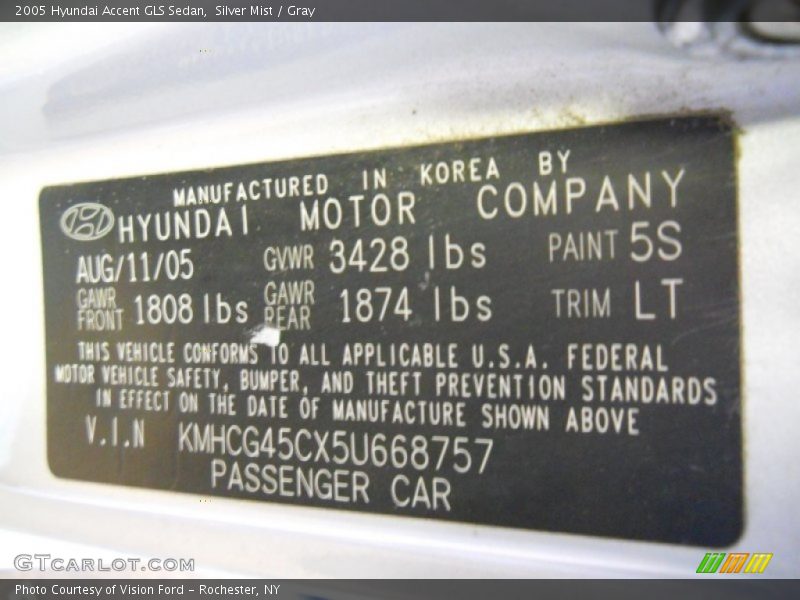 2005 Hyundai Accent GLS Sedan,  Silver Mist / Gray
MANUFACTURED IN KOREA BY
HYUNDAI MOTOR COMPANY
AUG/11/05 GVWR 3428 lbs PAINT 5S
GAWR FRONT 1808 lbs GAWR REAR 1874 lbs TRIM LT
THIS VEHICLE CONFORMS TO ALL APPLICABLE U.S.A. FEDERAL
MOTOR VEHICLE SAFETY, BUMPER, AND THEFT PREVENTION STANDARDS
IN EFFECT ON THE DATE OF MANUFACTURE SHOWN ABOVE
V.I.N KMHCG45CX5U668757
PASSENGER CAR
GTCARLOT.COM
Photo Courtesy of Vision Ford – Rochester, NY